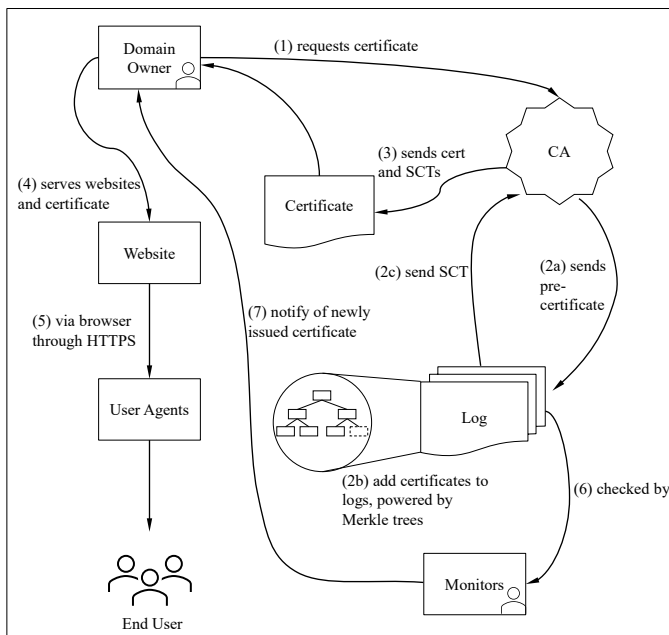 Domain
Owner
(1) requests certificate
CA
(3) sends cert
and SCTs
Certificate
(4) serves websites
and certificate
Website
(2c) send SCT
(2a) sends
pre-
certificate
(5) via browser
through HTTPS
(7) notify of newly
issued certificate
User Agents
Log
(2b) add certificates to
logs, powered by
Merkle trees
(6) checked by
Monitors
End User